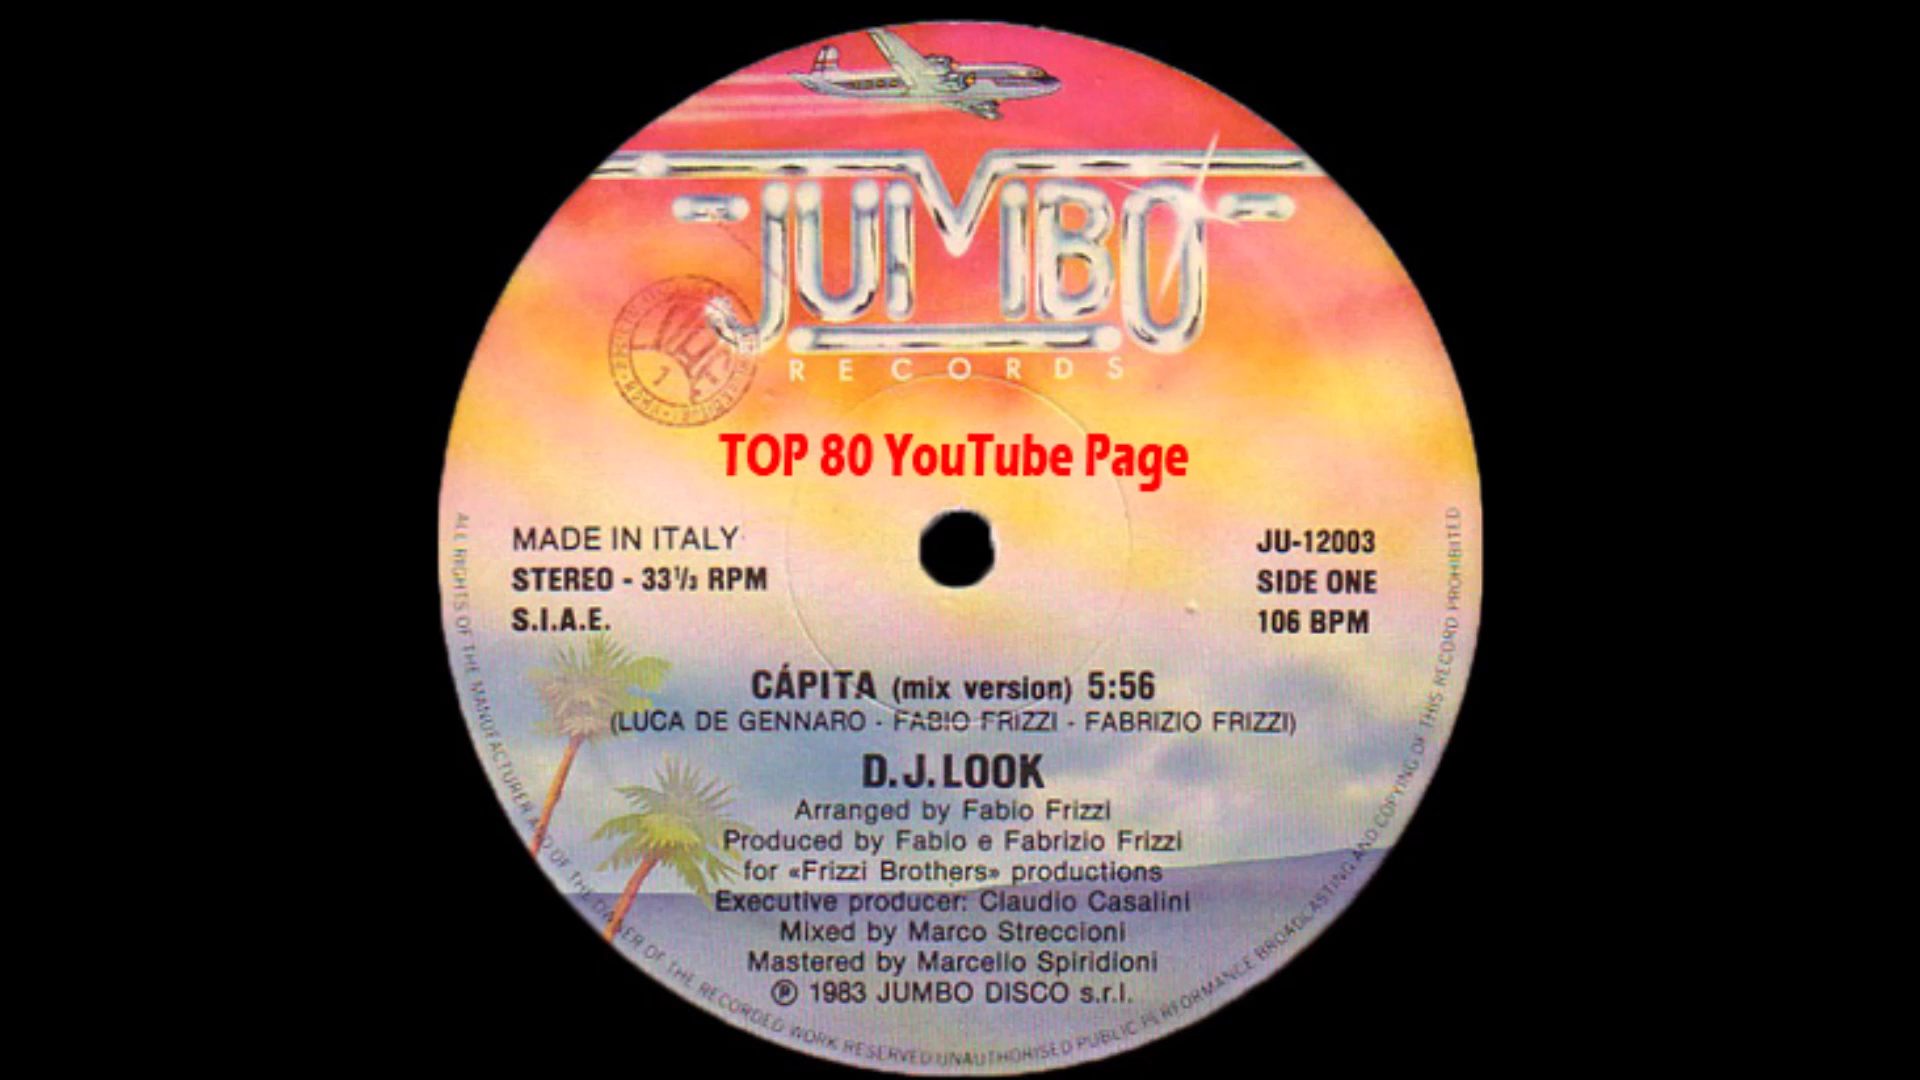 JUMBO
RECORDS
TOP 80 YouTube Page
MADE IN ITALY
STEREO - 33⅓ RPM
S.I.A.E.
JU-12003
SIDE ONE
106 BPM
CÁPITA (mix version) 5:56
(LUCA DE GENNARO - FABIO FRIZZI - FABRIZIO FRIZZI)
D.J. LOOK
Arranged by Fabio Frizzi
Produced by Fabio e Fabrizio Frizzi
for «Frizzi Brothers» productions
Executive producer: Claudio Casalini
Mixed by Marco Streccioni
Mastered by Marcello Spiridioni
℗ 1983 JUMBO DISCO s.r.l.
ALL RIGHTS OF THE MANUFACTURER AND OF THE OWNER OF THE RECORDED WORK RESERVED UNAUTHORISED PUBLIC PERFORMANCE BROADCASTING AND COPYING OF THIS RECORD PROHIBITED